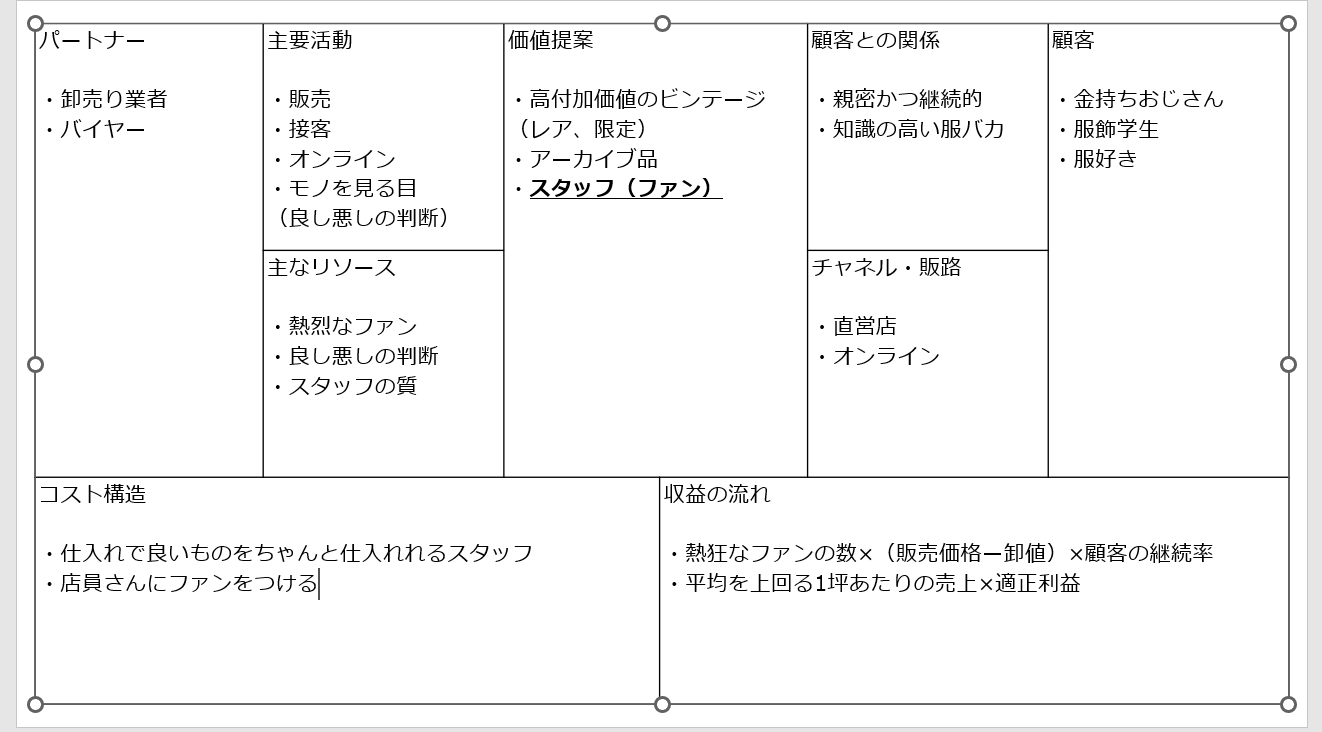 パートナー
・卸売り業者
・バイヤー
主要活動
・販売
・接客
・オンライン
・モノを見る目
（良し悪しの判断）
主なリソース
・熱烈なファン
・良し悪しの判断
・スタッフの質
価値提案
・高付加価値のビンテージ
（レア、限定）
・アーカイブ品
・スタッフ（ファン）
顧客との関係
・親密かつ継続的
・知識の高い服バカ
チャネル・販路
・直営店
・オンライン
顧客
・金持ちおじさん
・服飾学生
・服好き
コスト構造
・仕入れで良いものをちゃんと仕入れれるスタッフ
・店員さんにファンをつける
収益の流れ
・熱狂なファンの数×（販売価格ー卸値）×顧客の継続率
・平均を上回る1坪あたりの売上×適正利益